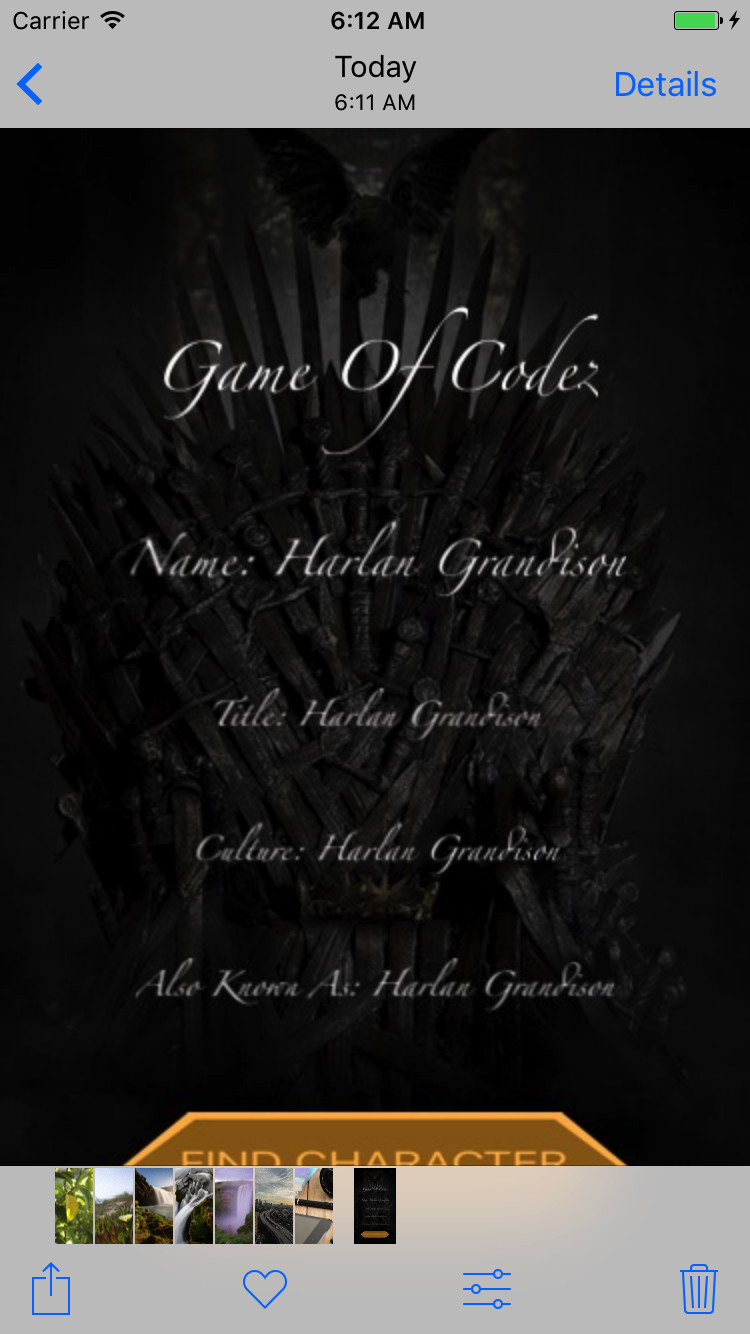 Carrier 6:12 AM
Today
6:11 AM
Details
Game Of Codez
Name: Harlan Grandison
Title: Harlan Grandison
Culture: Harlan Grandison
Also Known As: Harlan Grandison
FIND CHARACTER